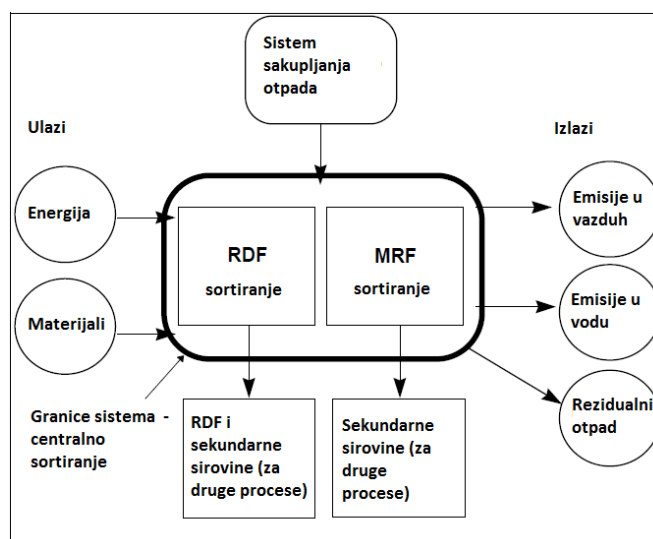 Sistem
sakupljanja
otpada
Ulazi
Izlazi
Energija
Materijali
RDF
sortiranje
MRF
sortiranje
Emisije u
vazduh
Emisije u
vodu
Rezidualni
otpad
Granice sistema -
centralno
sortiranje
RDF i
sekundarne
sirovine (za
druge procese)
Sekundarne
sirovine (za
druge
procese)